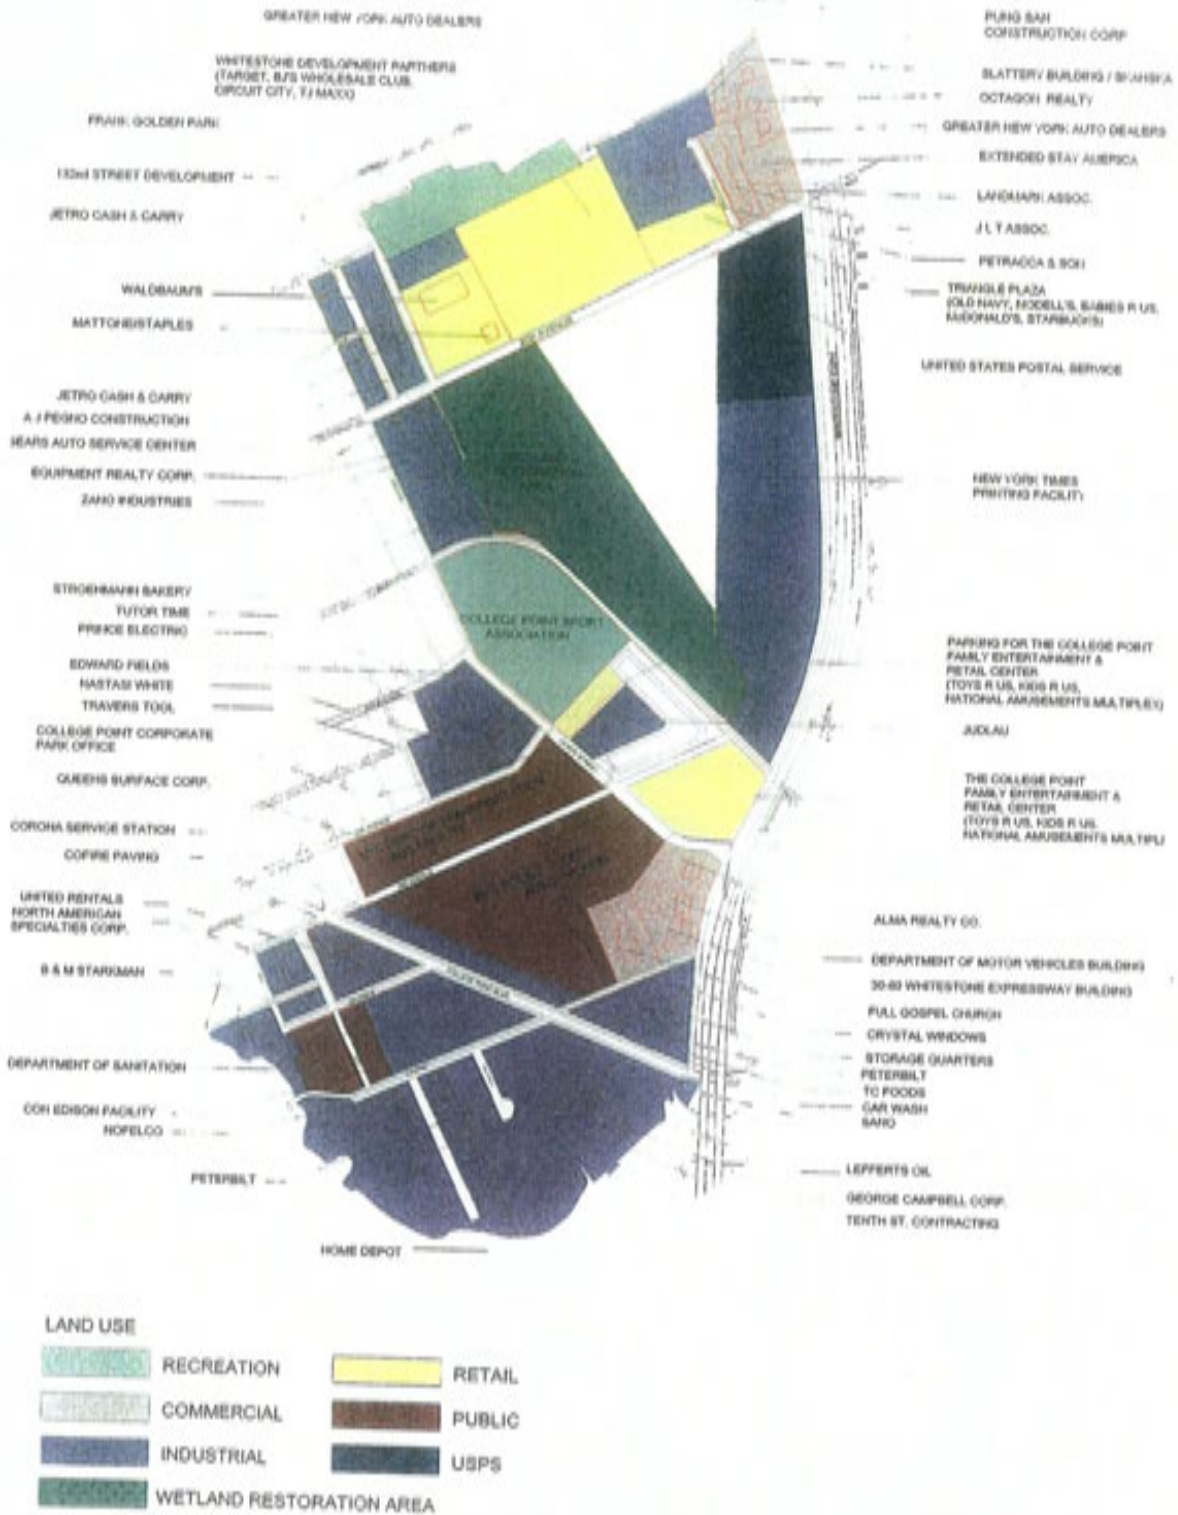 GREATER NEW YORK AUTO DEALERS
WHITESTONE DEVELOPMENT PARTNERS
(TARGET, BJ'S WHOLESALE CLUB,
CIRCUIT CITY, TJ MAXX)
FRANK GOLDEN PARK
132nd STREET DEVELOPMENT
JETRO CASH & CARRY
WALDBAUM'S
MATTONE/STAPLES
JETRO CASH & CARRY
A J PEGNO CONSTRUCTION
SEARS AUTO SERVICE CENTER
EQUIPMENT REALTY CORP.
ZANO INDUSTRIES
STROEHMANN BAKERY
TUTOR TIME
PRINCE ELECTRIC
EDWARD FIELDS
NASTASI WHITE
TRAVERS TOOL
COLLEGE POINT CORPORATE
PARK OFFICE
QUEENS SURFACE CORP.
CORONA SERVICE STATION
COFIRE PAVING
UNITED RENTALS
NORTH AMERICAN
SPECIALTIES CORP.
B & M STARKMAN
DEPARTMENT OF SANITATION
CON EDISON FACILITY
NOFELCO
PETERBILT
HOME DEPOT
PUNG SAN
CONSTRUCTION CORP
SLATTERY BUILDING / SKANSKA
OCTAGON REALTY
GREATER NEW YORK AUTO DEALERS
EXTENDED STAY AMERICA
LANDMARK ASSOC.
J L T ASSOC.
PETRACCA & SON
TRIANGLE PLAZA
(OLD NAVY, MODELL'S, BABIES R US,
McDONALD'S, STARBUCKS)
UNITED STATES POSTAL SERVICE
NEW YORK TIMES
PRINTING FACILITY
PARKING FOR THE COLLEGE POINT
FAMILY ENTERTAINMENT &
RETAIL CENTER
(TOYS R US, KIDS R US,
NATIONAL AMUSEMENTS MULTIPLEX)
JUDLAU
THE COLLEGE POINT
FAMILY ENTERTAINMENT &
RETAIL CENTER
(TOYS R US, KIDS R US,
NATIONAL AMUSEMENTS MULTIPL
ALMA REALTY CO.
DEPARTMENT OF MOTOR VEHICLES BUILDING
30-60 WHITESTONE EXPRESSWAY BUILDING
FULL GOSPEL CHURCH
CRYSTAL WINDOWS
STORAGE QUARTERS
PETERBILT
TC FOODS
CAR WASH
SANO
LEFFERTS OIL
GEORGE CAMPBELL CORP.
TENTH ST. CONTRACTING
COLLEGE POINT SPORT
ASSOCIATION
LAND USE
RECREATION
RETAIL
COMMERCIAL
PUBLIC
INDUSTRIAL
USPS
WETLAND RESTORATION AREA